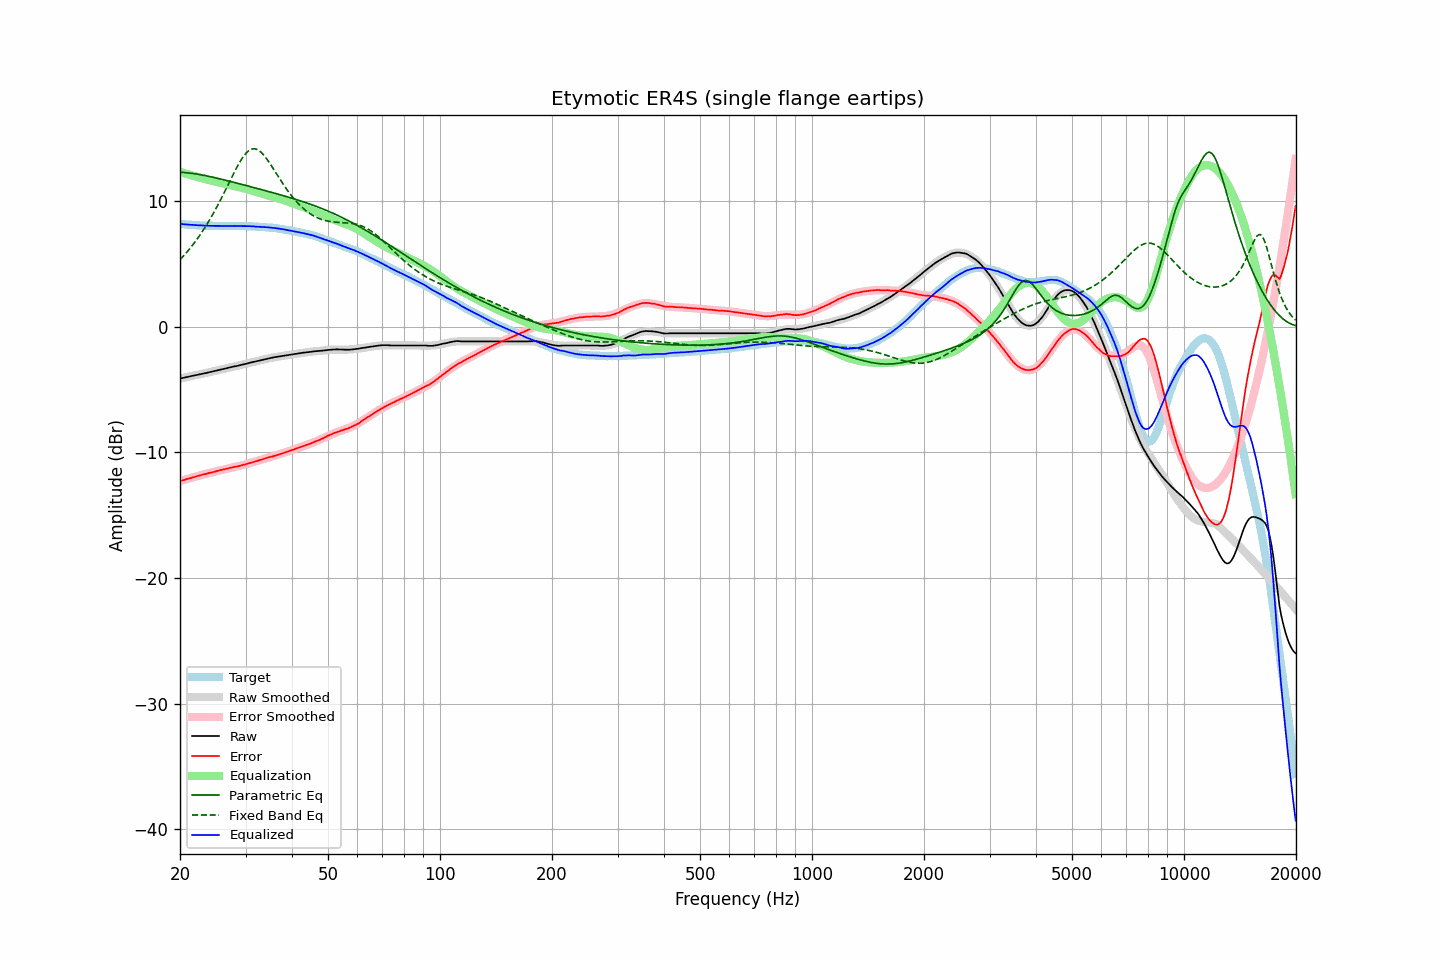 Etymotic ER4S (single flange eartips)
Amplitude (dBr)
10
0
−10
−20
−30
−40
Target
Raw Smoothed
Error Smoothed
Raw
Error
Equalization
Parametric Eq
Fixed Band Eq
Equalized
20 50 100 200 500 1000 2000 5000 10000 20000
Frequency (Hz)